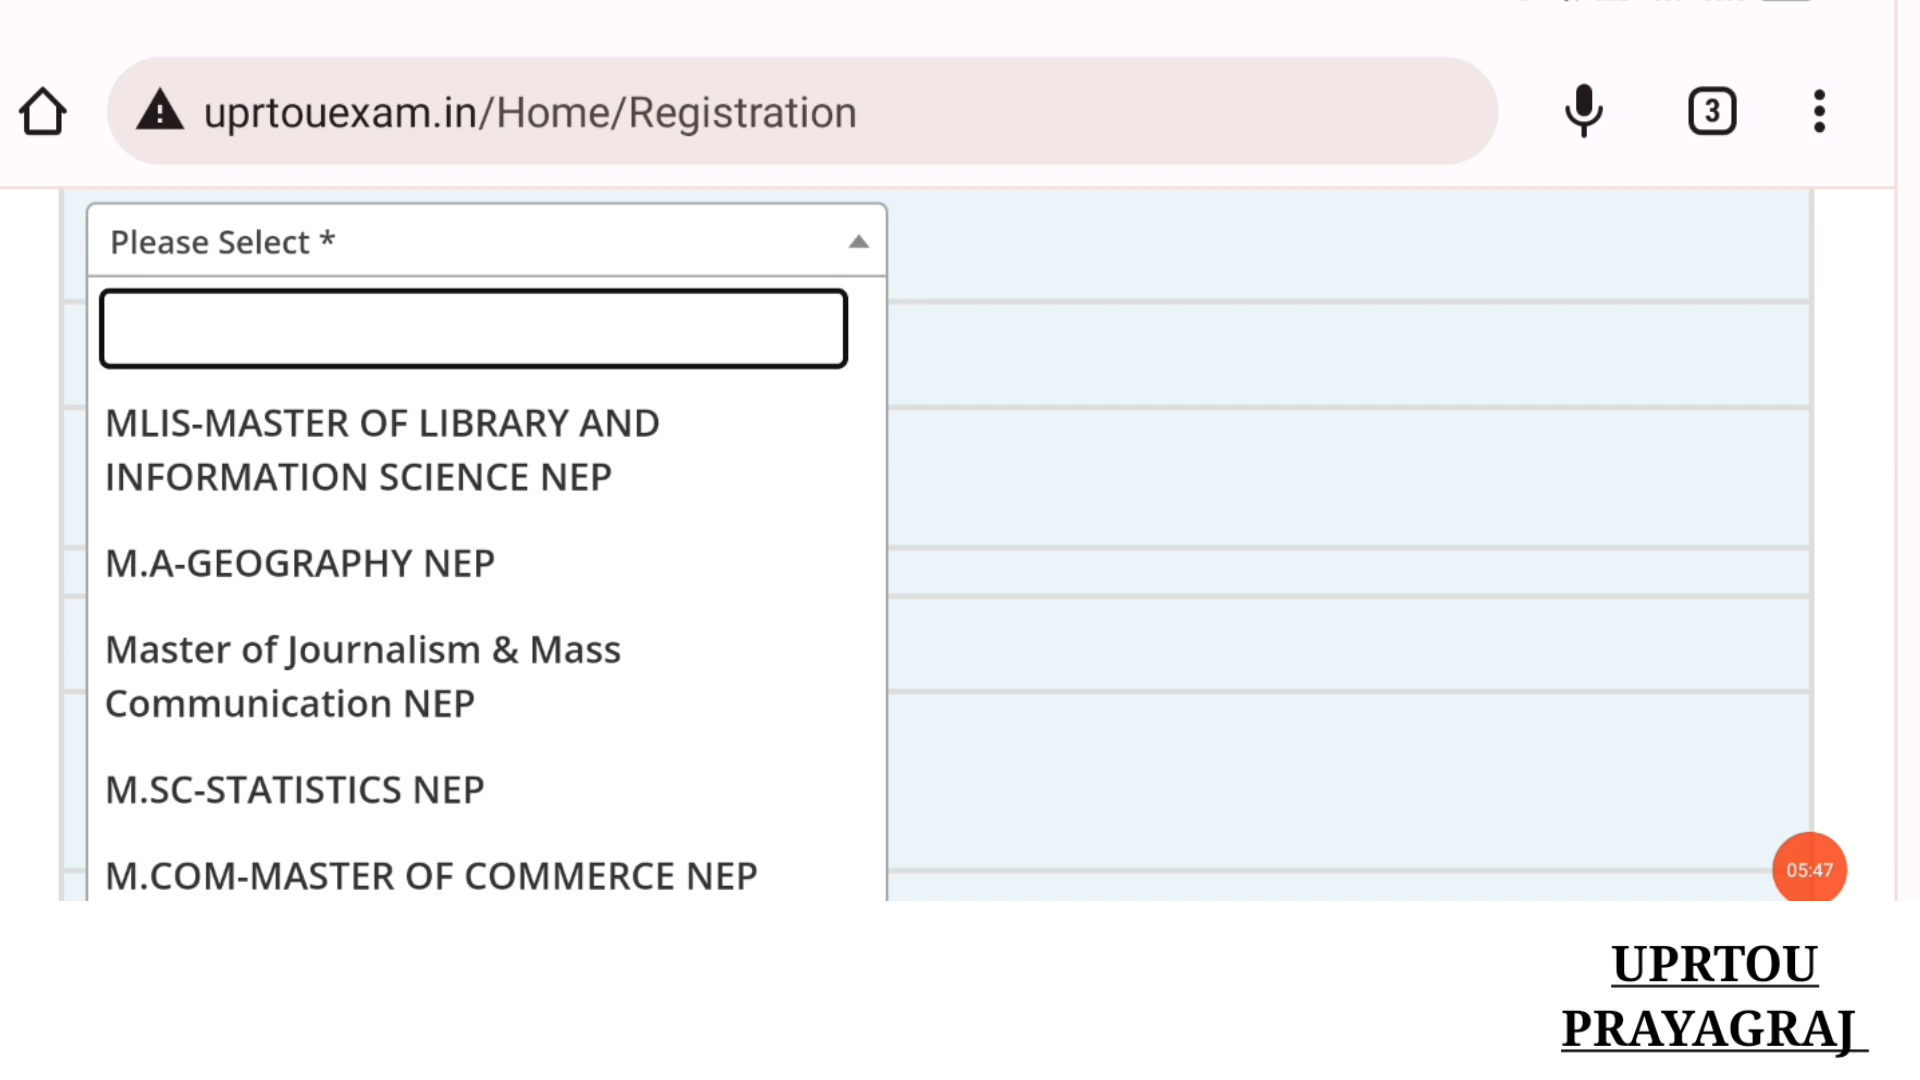 uprtouexam.in/Home/Registration
3
Please Select *
MLIS-MASTER OF LIBRARY AND
INFORMATION SCIENCE NEP
M.A-GEOGRAPHY NEP
Master of Journalism & Mass
Communication NEP
M.SC-STATISTICS NEP
M.COM-MASTER OF COMMERCE NEP
05:47
UPRTOU
PRAYAGRAJ